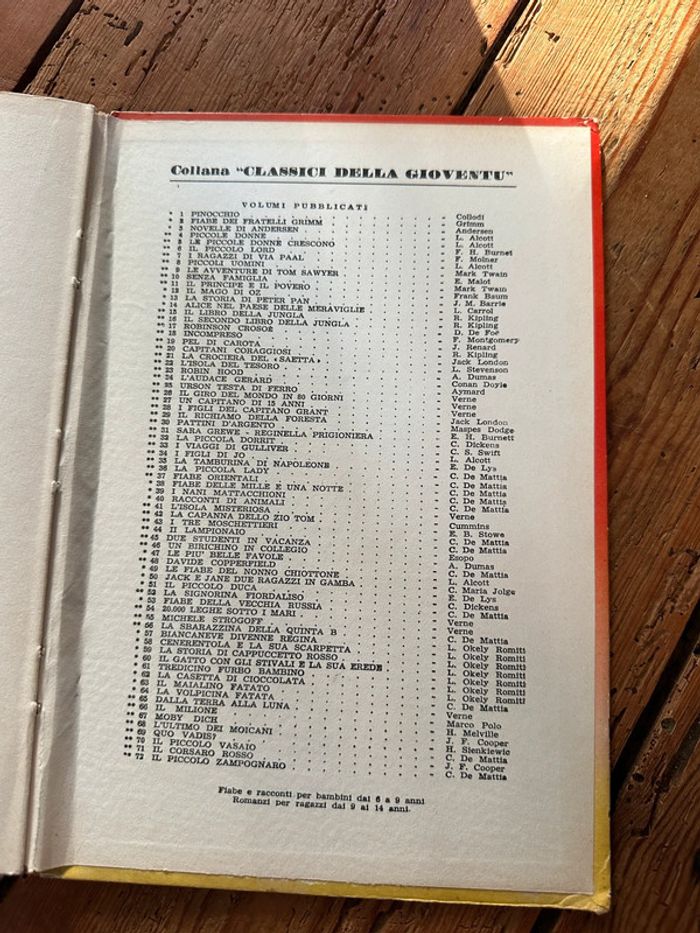 Collana "CLASSICI DELLA GIOVENTU"
VOLUMI PUBBLICATI
* 1 PINOCCHIO „ Collodi
* 2 FIABE DEI FRATELLI GRIMM „ Grimm
* 3 NOVELLE DI ANDERSEN „ Andersen
** 4 PICCOLE DONNE „ L. Alcott
** 5 LE PICCOLE DONNE CRESCONO „ L. Alcott
** 6 IL PICCOLO LORD „ F. H. Burnet
** 7 I RAGAZZI DI VIA PAAL „ F. Molner
** 8 PICCOLI UOMINI „ L. Alcott
** 9 LE AVVENTURE DI TOM SAWYER „ Mark Twain
** 10 SENZA FAMIGLIA „ E. Malot
** 11 IL PRINCIPE E IL POVERO „ Mark Twain
* 12 IL MAGO DI OZ „ Frank Baum
* 13 LA STORIA DI PETER PAN „ J. M. Barrie
* 14 ALICE NEL PAESE DELLE MERAVIGLIE „ L. Carrol
** 15 IL LIBRO DELLA JUNGLA „ R. Kipling
** 16 IL SECONDO LIBRO DELLA JUNGLA „ R. Kipling
** 17 ROBINSON CROSOÈ „ D. De Foe
** 18 INCOMPRESO „ F. Montgomery
** 19 PEL DI CAROTA „ J. Renard
** 20 CAPITANI CORAGGIOSI „ R. Kipling
** 21 LA CROCIERA DEL «SAETTA» „ Jack London
** 22 L'ISOLA DEL TESORO „ L. Stevenson
** 23 ROBIN HOOD „ A. Dumas
** 24 L'AUDACE GERARD „ Conan Doyle
** 25 URSON TESTA DI FERRO „ Aymard
** 26 IL GIRO DEL MONDO IN 80 GIORNI „ Verne
** 27 UN CAPITANO DI 15 ANNI „ Verne
** 28 I FIGLI DEL CAPITANO GRANT „ Verne
** 29 IL RICHIAMO DELLA FORESTA „ Jack London
** 30 PATTINI D'ARGENTO „ Maspes Dodge
** 31 SARA GREWE - REGINELLA PRIGIONIERA „ E. H. Burnett
** 32 LA PICCOLA DORRIT „ C. Dickens
** 33 I VIAGGI DI GULLIVER „ C. S. Swift
** 34 I FIGLI DI JO „ L. Alcott
** 35 LA TAMBURINA DI NAPOLEONE „ E. De Lys
** 36 LA PICCOLA LADY „ C. De Mattia
* 37 FIABE ORIENTALI „ C. De Mattia
* 38 FIABE DELLE MILLE E UNA NOTTE „ C. De Mattia
* 39 I NANI MATTACCHIONI „ C. De Mattia
* 40 RACCONTI DI ANIMALI „ C. De Mattia
** 41 L'ISOLA MISTERIOSA „ Verne
** 42 LA CAPANNA DELLO ZIO TOM „ Cummins
** 43 I TRE MOSCHETTIERI „ E. B. Stowe
** 44 Il LAMPIONAIO „ C. De Mattia
** 45 DUE STUDENTI IN VACANZA „ C. De Mattia
** 46 UN BIRICHINO IN COLLEGIO „ Esopo
* 47 LE PIU' BELLE FAVOLE „ A. Dumas
** 48 DAVIDE COPPERFIELD „ C. De Mattia
* 49 LE FIABE DEL NONNO CHIOTTONE „ L. Alcott
* 50 JACK E JANE DUE RAGAZZI IN GAMBA „ C. Maria Jolge
** 51 IL PICCOLO DUCA „ E. De Lys
** 52 LA SIGNORINA FIORDALISO „ C. Dickens
* 53 FIABE DELLA VECCHIA RUSSIA „ C. De Mattia
** 54 20.000 LEGHE SOTTO I MARI „ Verne
** 55 MICHELE STROGOFF „ Verne
** 56 LA SBARAZZINA DELLA QUINTA B „ C. De Mattia
* 57 BIANCANEVE DIVENNE REGINA „ L. Okely Romiti
* 58 CENERENTOLA E LA SUA SCARPETTA „ L. Okely Romiti
* 59 LA STORIA DI CAPPUCCETTO ROSSO „ L. Okely Romiti
* 60 IL GATTO CON GLI STIVALI E LA SUA EREDE „ L. Okely Romiti
* 61 TREDICINO FURBO BAMBINO „ L. Okely Romiti
* 62 LA CASETTA DI CIOCCOLATA „ L. Okely Romiti
* 63 IL MAIALINO FATATO „ L. Okely Romiti
* 64 LA VOLPICINA FATATA „ C. De Mattia
** 65 DALLA TERRA ALLA LUNA „ Verne
** 66 IL MILIONE „ Marco Polo
** 67 MOBY DICH „ H. Melville
** 68 L'ULTIMO DEI MOICANI „ J. F. Cooper
** 69 QUO VADIS? „ H. Sienkiewic
** 70 IL PICCOLO VASAIO „ C. De Mattia
** 71 IL CORSARO ROSSO „ J. F. Cooper
** 72 IL PICCOLO ZAMPOGNARO „ C. De Mattia
Fiabe e racconti per bambini dai 6 a 9 anni
Romanzi per ragazzi dai 9 ai 14 anni.